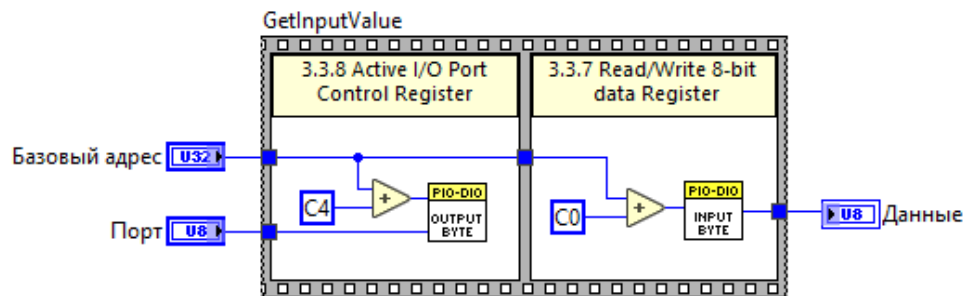 GetInputValue
3.3.8 Active I/O Port
Control Register
3.3.7 Read/Write 8-bit
data Register
Базовый адрес
U32
C4
PIO-DIO
OUTPUT
BYTE
Порт
U8
C0
PIO-DIO
INPUT
BYTE
U8
Данные